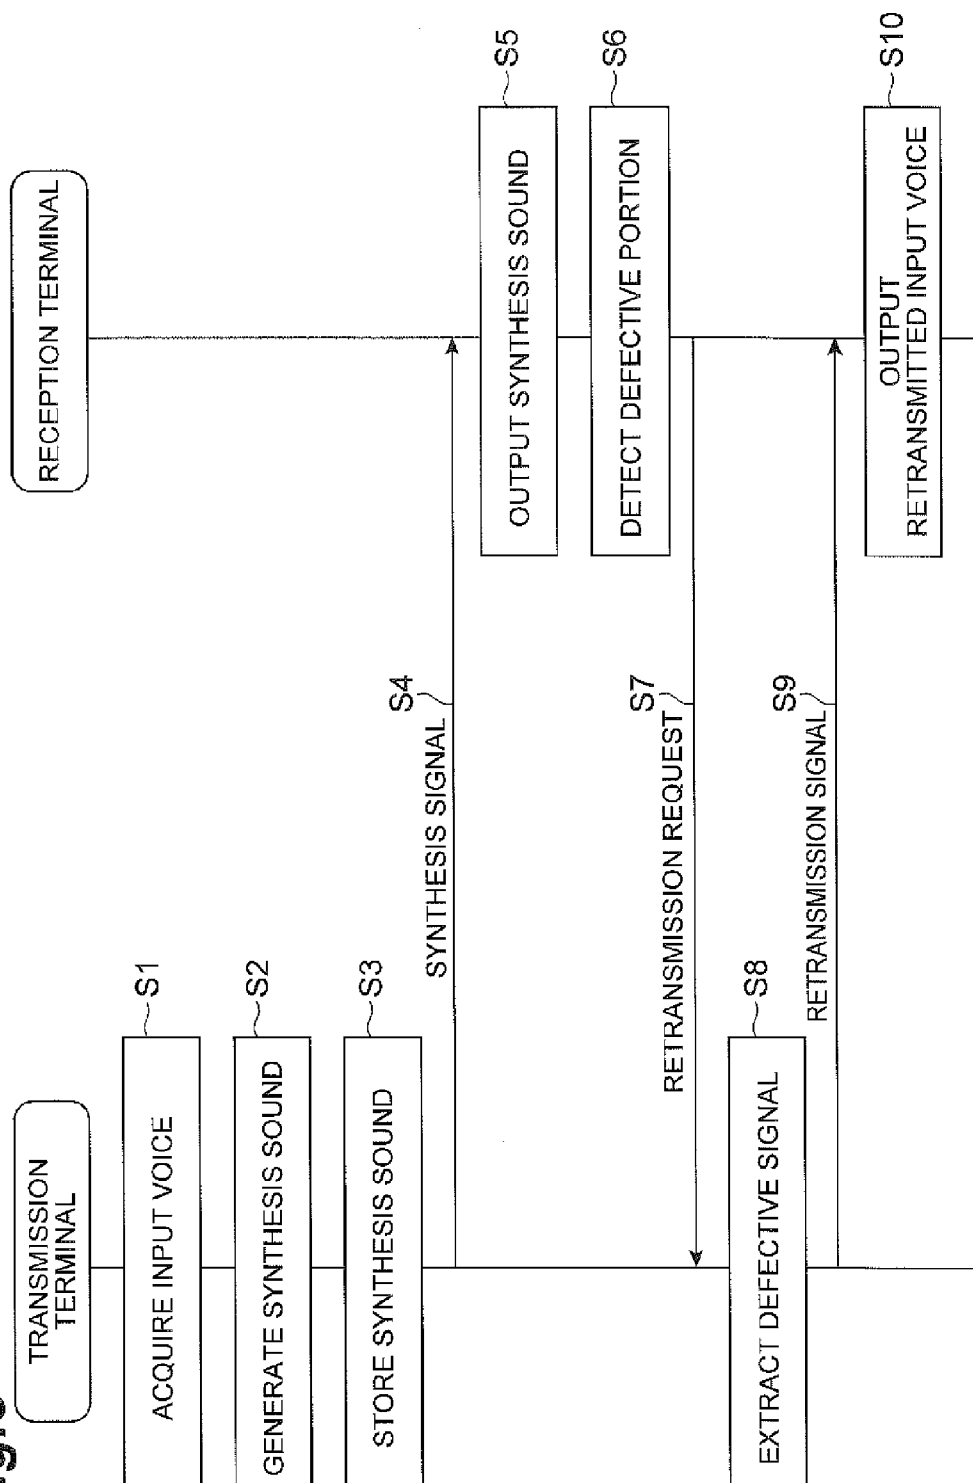 TRANSMISSION
TERMINAL
RECEPTION TERMINAL
ACQUIRE INPUT VOICE
S1
GENERATE SYNTHESIS SOUND
S2
STORE SYNTHESIS SOUND
S3
SYNTHESIS SIGNAL
S4
OUTPUT SYNTHESIS SOUND
S5
DETECT DEFECTIVE PORTION
S6
RETRANSMISSION REQUEST
S7
EXTRACT DEFECTIVE SIGNAL
S8
RETRANSMISSION SIGNAL
S9
OUTPUT
RETRANSMITTED INPUT VOICE
S10